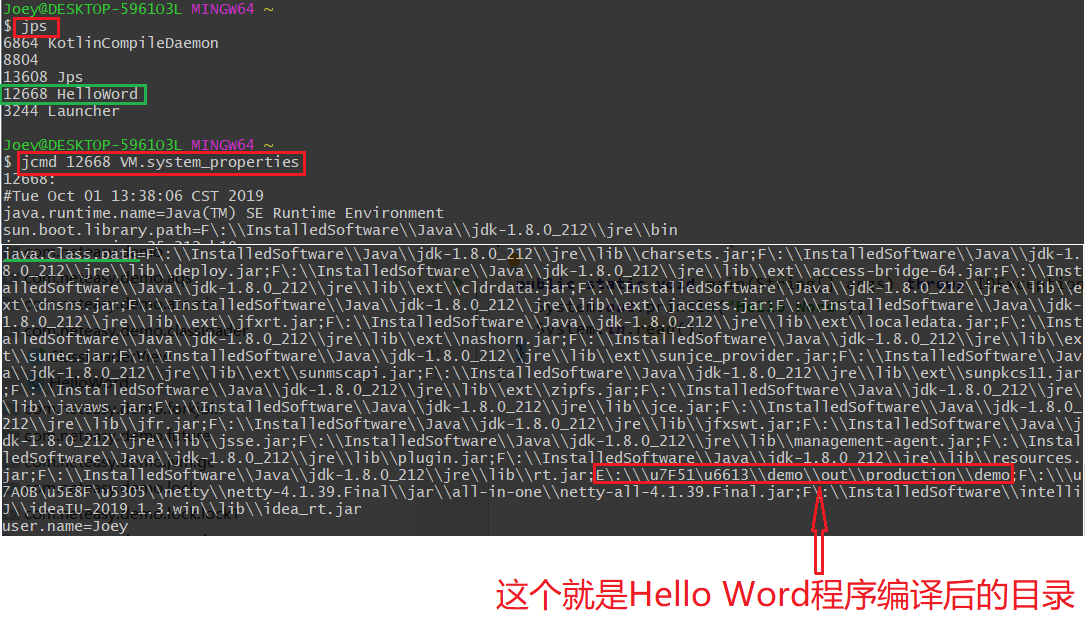 Joey@DESKTOP-5961O3L MINGW64 ~
$ jps
6864 KotlinCompileDaemon
8804
13608 Jps
12668 HelloWord
3244 Launcher
Joey@DESKTOP-5961O3L MINGW64 ~
$ jcmd 12668 VM.system_properties
12668:
#Tue Oct 01 13:38:06 CST 2019
java.runtime.name=Java(TM) SE Runtime Environment
sun.boot.library.path=F\:\\InstalledSoftware\\Java\\jdk-1.8.0_212\\jre\\bin
java.class.path=F\:\\InstalledSoftware\\Java\\jdk-1.8.0_212\\jre\\lib\\charsets.jar;F\:\\InstalledSoftware\\Java\\jdk-1.
8.0_212\\jre\\lib\\deploy.jar;F\:\\InstalledSoftware\\Java\\jdk-1.8.0_212\\jre\\lib\\ext\\access-bridge-64.jar;F\:\\Inst
alledSoftware\\Java\\jdk-1.8.0_212\\jre\\lib\\ext\\cldrdata.jar;F\:\\InstalledSoftware\\Java\\jdk-1.8.0_212\\jre\\lib\\e
xt\\dnsns.jar;F\:\\InstalledSoftware\\Java\\jdk-1.8.0_212\\jre\\lib\\ext\\jaccess.jar;F\:\\InstalledSoftware\\Java\\jdk-
1.8.0_212\\jre\\lib\\ext\\jfxrt.jar;F\:\\InstalledSoftware\\Java\\jdk-1.8.0_212\\jre\\lib\\ext\\localedata.jar;F\:\\Inst
alledSoftware\\Java\\jdk-1.8.0_212\\jre\\lib\\ext\\nashorn.jar;F\:\\InstalledSoftware\\Java\\jdk-1.8.0_212\\jre\\lib\\ex
t\\sunec.jar;F\:\\InstalledSoftware\\Java\\jdk-1.8.0_212\\jre\\lib\\ext\\sunjce_provider.jar;F\:\\InstalledSoftware\\Jav
a\\jdk-1.8.0_212\\jre\\lib\\ext\\sunmscapi.jar;F\:\\InstalledSoftware\\Java\\jdk-1.8.0_212\\jre\\lib\\ext\\sunpkcs11.jar
;F\:\\InstalledSoftware\\Java\\jdk-1.8.0_212\\jre\\lib\\ext\\zipfs.jar;F\:\\InstalledSoftware\\Java\\jdk-1.8.0_212\\jre\
\lib\\javaws.jar;F\:\\InstalledSoftware\\Java\\jdk-1.8.0_212\\jre\\lib\\jce.jar;F\:\\InstalledSoftware\\Java\\jdk-1.8.0_
212\\jre\\lib\\jfr.jar;F\:\\InstalledSoftware\\Java\\jdk-1.8.0_212\\jre\\lib\\jfxswt.jar;F\:\\InstalledSoftware\\Java\\j
dk-1.8.0_212\\jre\\lib\\jsse.jar;F\:\\InstalledSoftware\\Java\\jdk-1.8.0_212\\jre\\lib\\management-agent.jar;F\:\\Instal
ledSoftware\\Java\\jdk-1.8.0_212\\jre\\lib\\plugin.jar;F\:\\InstalledSoftware\\Java\\jdk-1.8.0_212\\jre\\lib\\resources.
jar;F\:\\InstalledSoftware\\Java\\jdk-1.8.0_212\\jre\\lib\\rt.jar;E\:\\\u7F51\u6613\\demo\\out\\production\\demo;F\:\\\u
7A0B\u5E8F\u5305\\netty\\netty-4.1.39.Final\\jar\\all-in-one\\netty-all-4.1.39.Final.jar;F\:\\InstalledSoftware\\intelli
J\\ideaIU-2019.1.3.win\\lib\\idea_rt.jar
user.name=Joey
这个就是Hello Word程序编译后的目录